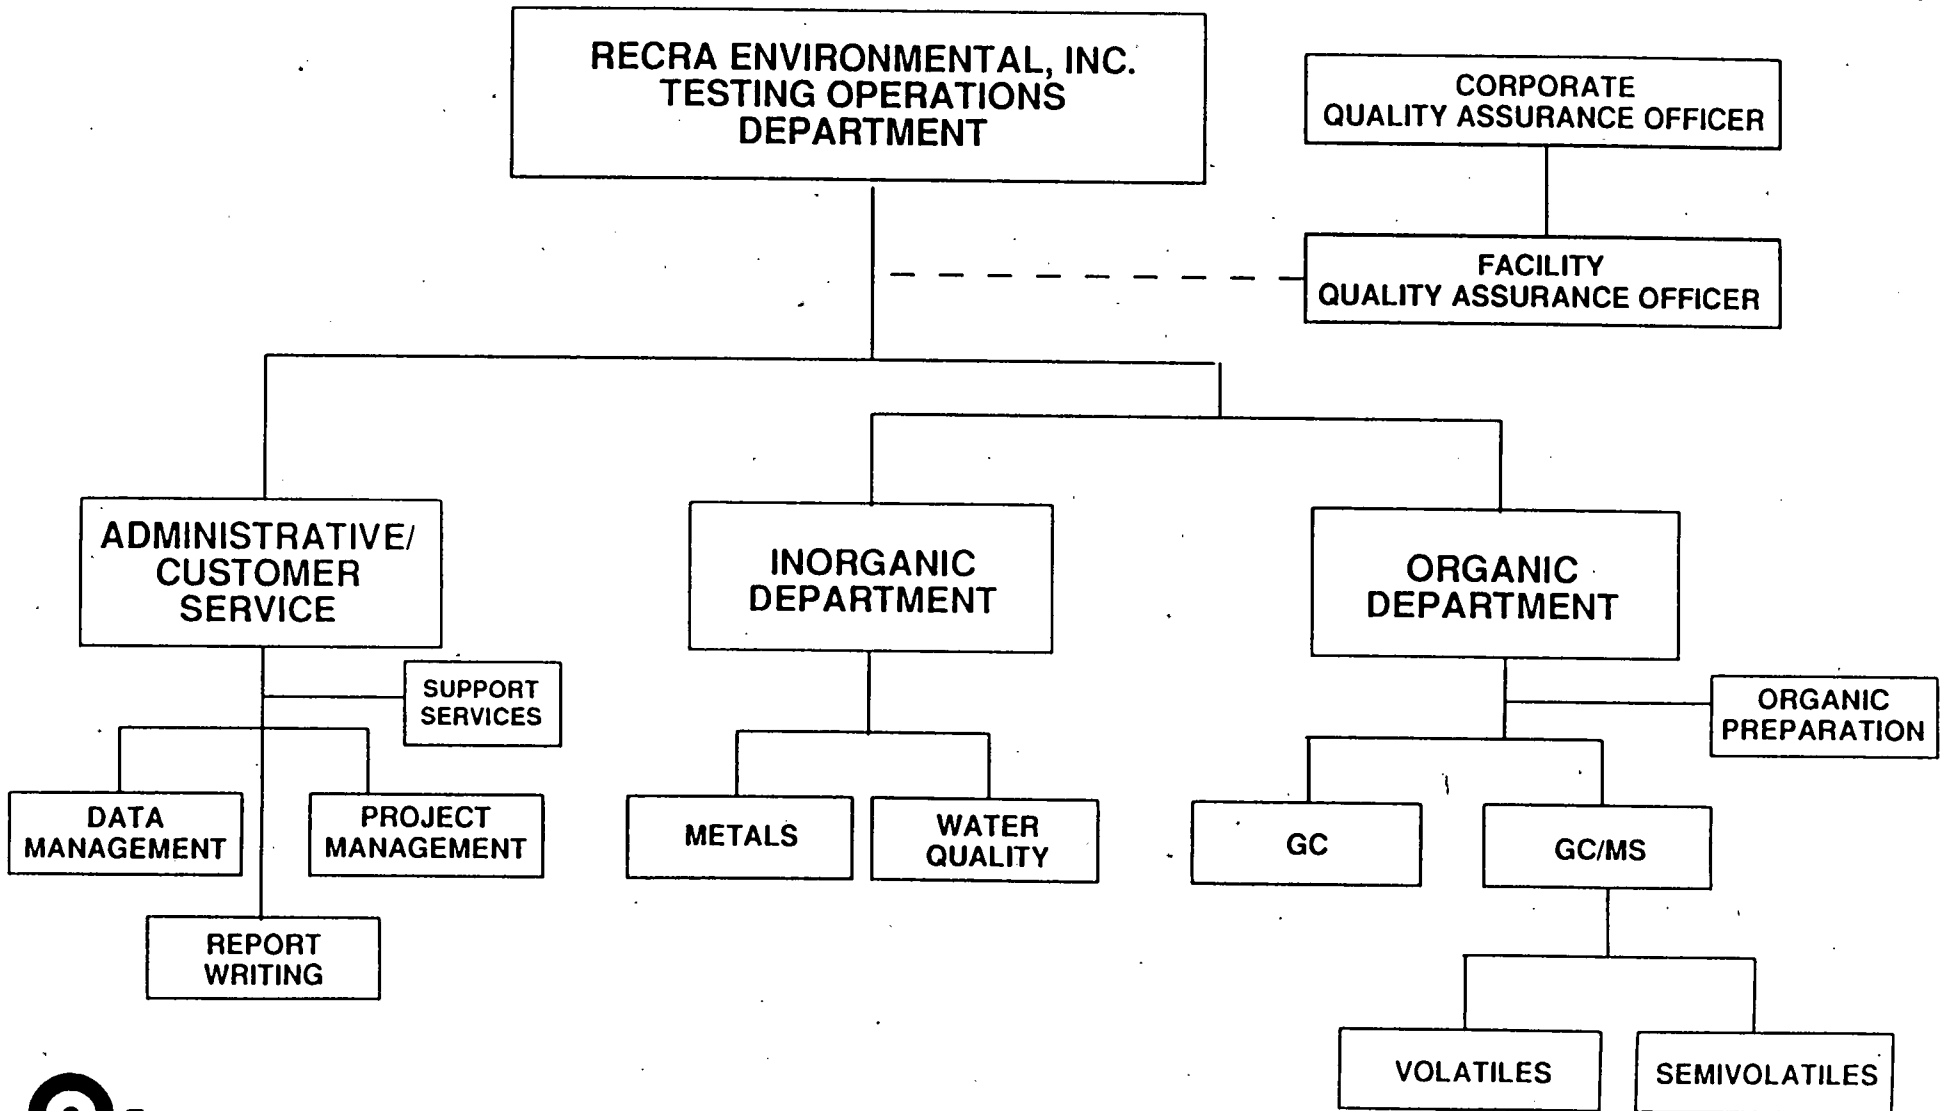 RECRA ENVIRONMENTAL, INC.
TESTING OPERATIONS
DEPARTMENT
CORPORATE
QUALITY ASSURANCE OFFICER
FACILITY
QUALITY ASSURANCE OFFICER
ADMINISTRATIVE/
CUSTOMER
SERVICE
INORGANIC
DEPARTMENT
ORGANIC
DEPARTMENT
SUPPORT
SERVICES
ORGANIC
PREPARATION
DATA
MANAGEMENT
PROJECT
MANAGEMENT
METALS
WATER
QUALITY
GC
GC/MS
REPORT
WRITING
VOLATILES
SEMIVOLATILES